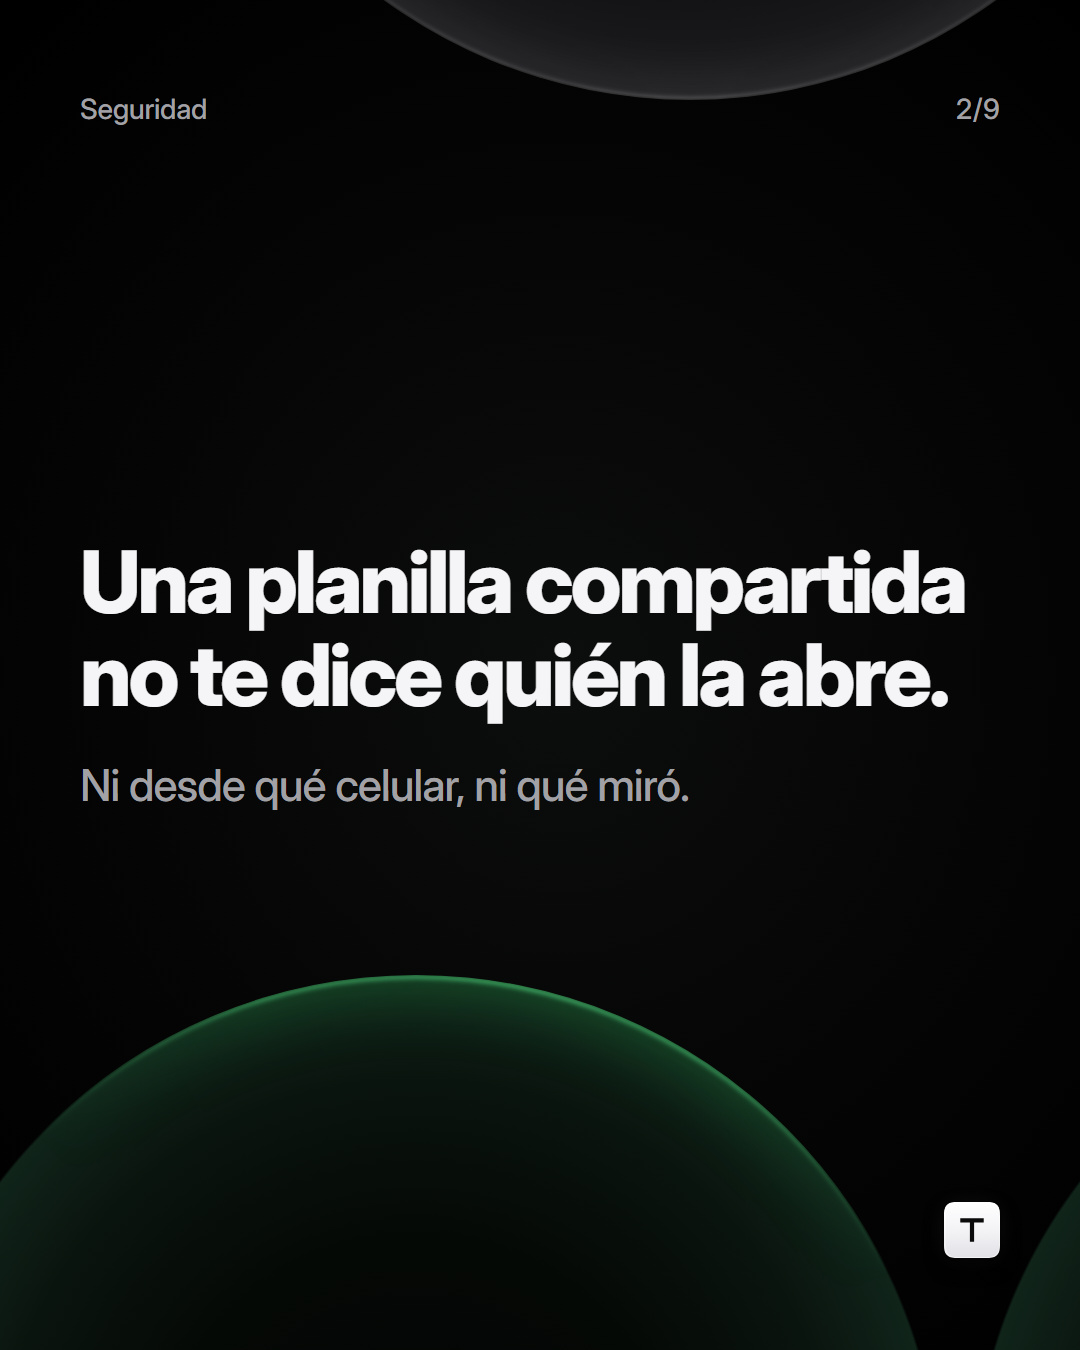 Seguridad
2/9
Una planilla compartida
no te dice quién la abre.
Ni desde qué celular, ni qué miró.
T